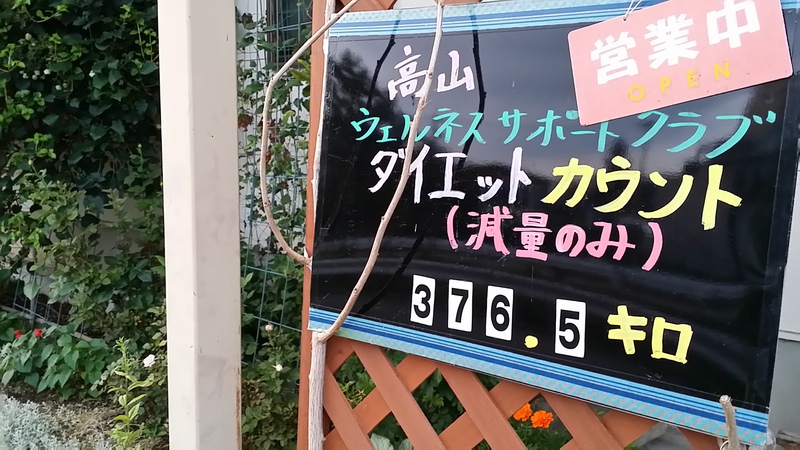 営業中
OPEN
高山
ウェルネスサポートクラブ
ダイエットカウント
(減量のみ)
376.5キロ